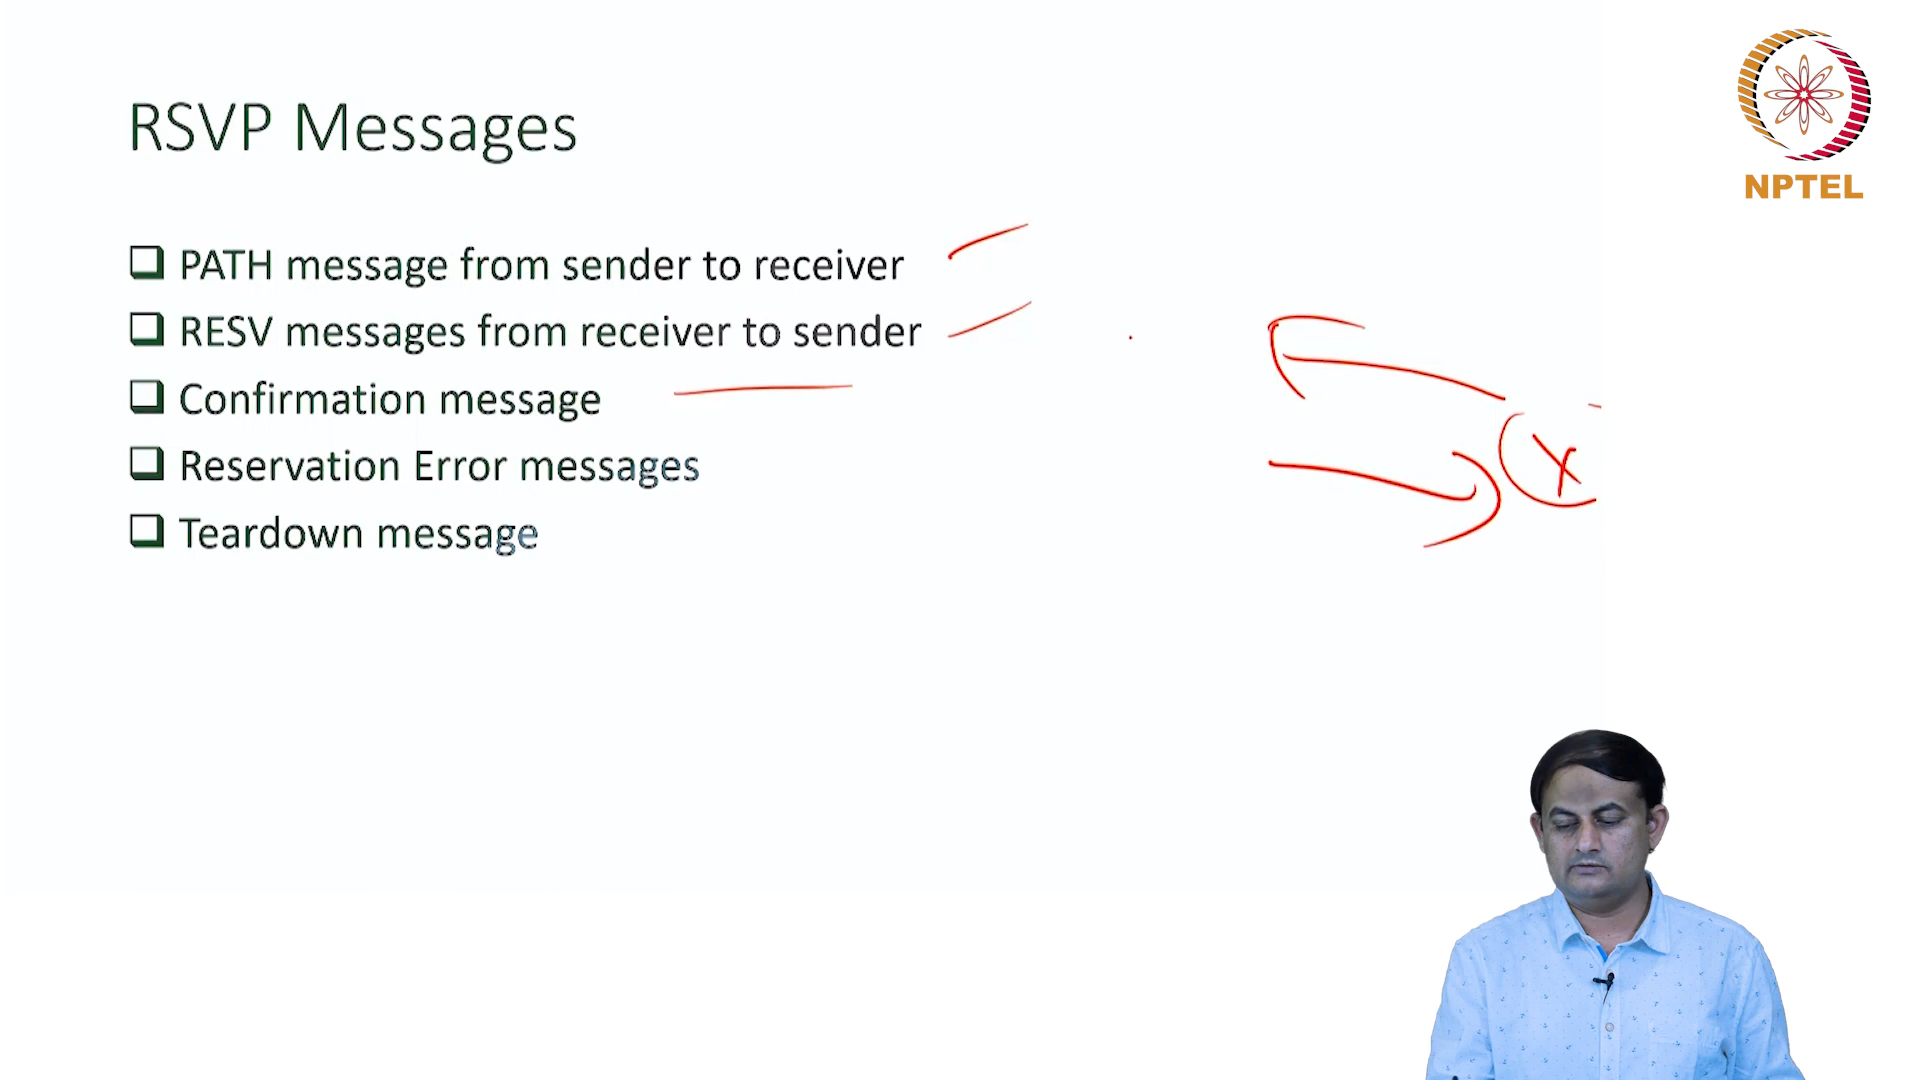 RSVP Messages
NPTEL
PATH message from sender to receiver
RESV messages from receiver to sender
Confirmation message
X
Reservation Error messages
Teardown message